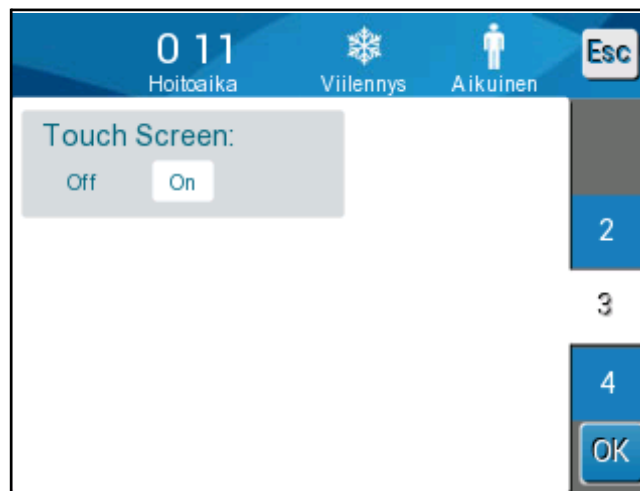 0 11
Hoitoaika
Viilennys
Aikuinen
Esc
Touch Screen:
Off On
2
3
4
OK